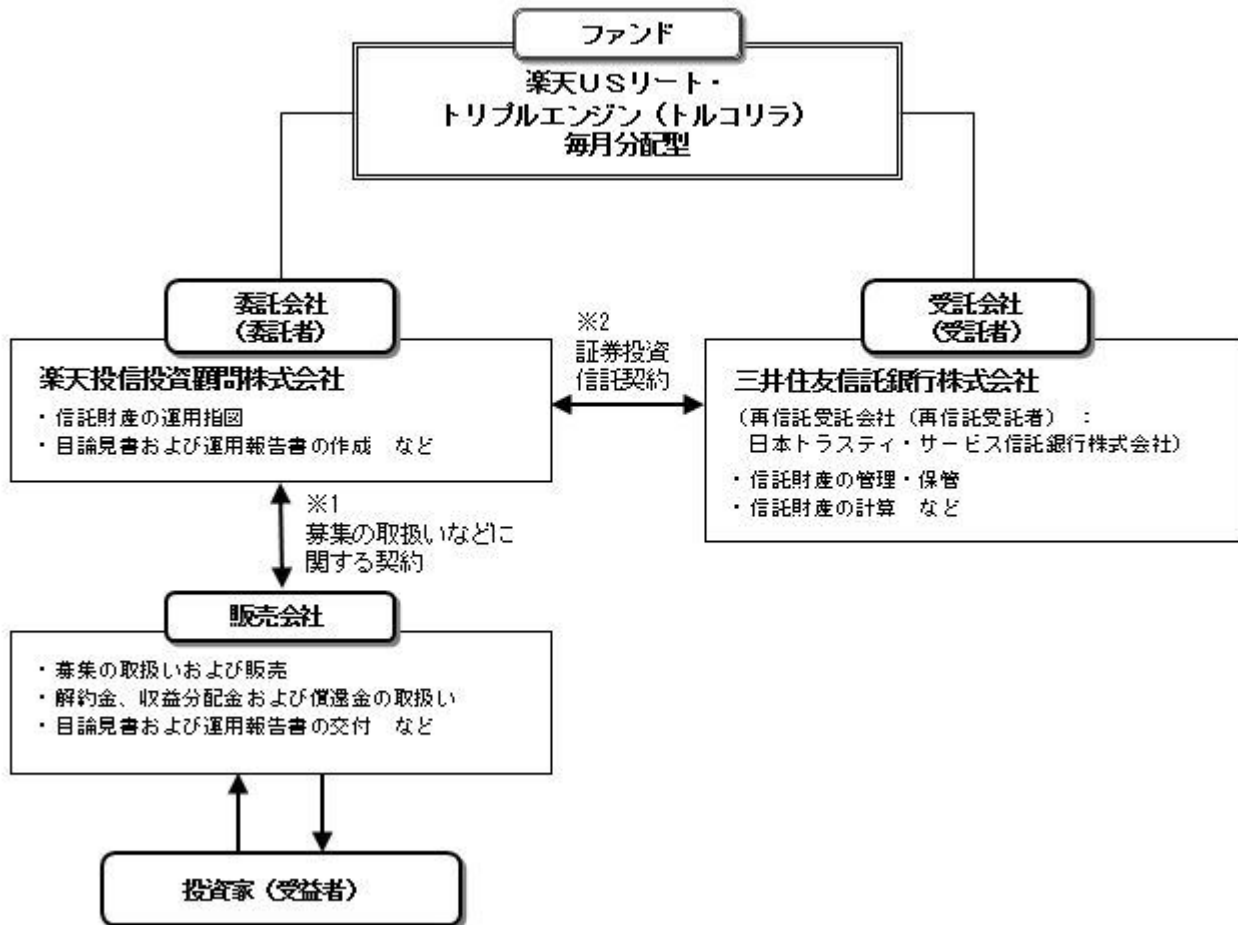 ファンド
楽天USリート・
トリプルエンジン（トルコリラ）
毎月分配型
委託会社
（委託者）
楽天投信投資顧問株式会社
・信託財産の運用指図
・目論見書および運用報告書の作成　など
※2
証券投資
信託契約
受託会社
（受託者）
三井住友信託銀行株式会社
（再信託受託会社（再信託受託者）　：
日本トラスティ・サービス信託銀行株式会社）
・信託財産の管理・保管
・信託財産の計算　など
※1
募集の取扱いなどに
関する契約
販売会社
・募集の取扱いおよび販売
・解約金、収益分配金および償還金の取扱い
・目論見書および運用報告書の交付　など
投資家（受益者）